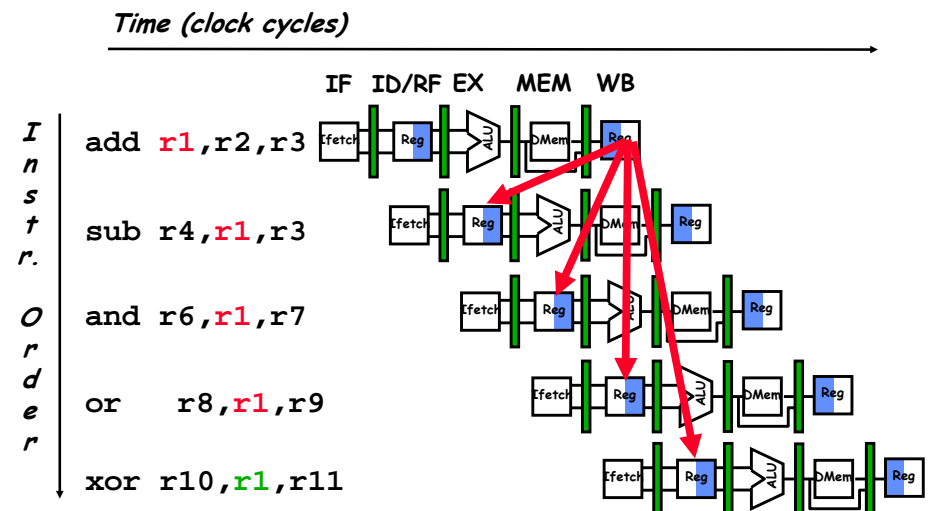 Time (clock cycles)
IF ID/RF EX MEM WB
Instr. Order
add r1,r2,r3
Ifetch Reg ALU DMem Reg
sub r4,r1,r3
Ifetch Reg ALU DMem Reg
and r6,r1,r7
Ifetch Reg ALU DMem Reg
or r8,r1,r9
Ifetch Reg ALU DMem Reg
xor r10,r1,r11
Ifetch Reg ALU DMem Reg